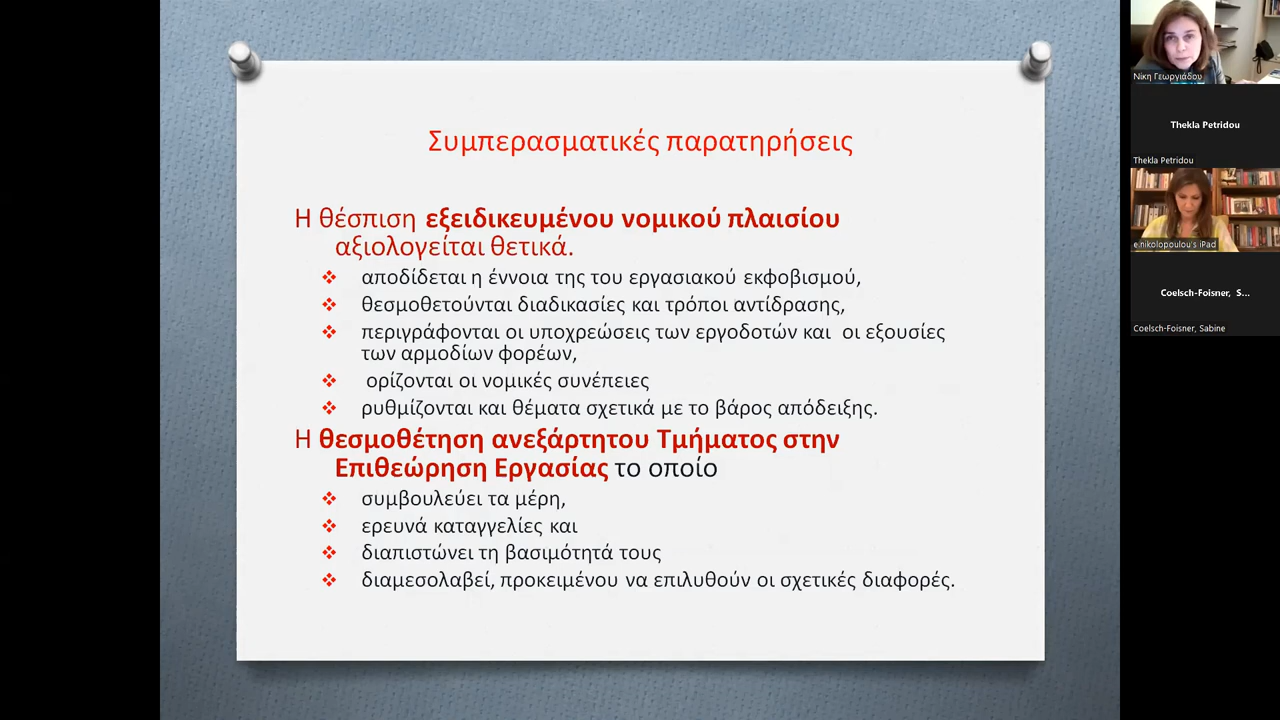 Συμπερασματικές παρατηρήσεις
Η θέσπιση εξειδικευμένου νομικού πλαισίου
αξιολογείται θετικά.
αποδίδεται η έννοια της του εργασιακού εκφοβισμού,
θεσμοθετούνται διαδικασίες και τρόποι αντίδρασης,
περιγράφονται οι υποχρεώσεις των εργοδοτών και οι εξουσίες
των αρμοδίων φορέων,
ορίζονται οι νομικές συνέπειες
ρυθμίζονται και θέματα σχετικά με το βάρος απόδειξης.
Η θεσμοθέτηση ανεξάρτητου Τμήματος στην
Επιθεώρηση Εργασίας το οποίο
συμβουλεύει τα μέρη,
ερευνά καταγγελίες και
διαπιστώνει τη βασιμότητά τους
διαμεσολαβεί, προκειμένου να επιλυθούν οι σχετικές διαφορές.
Νίκη Γεωργιάδου
Thekla Petridou
Thekla Petridou
e.nikolopoulou's iPad
Coelsch-Foisner, S...
Coelsch-Foisner, Sabine